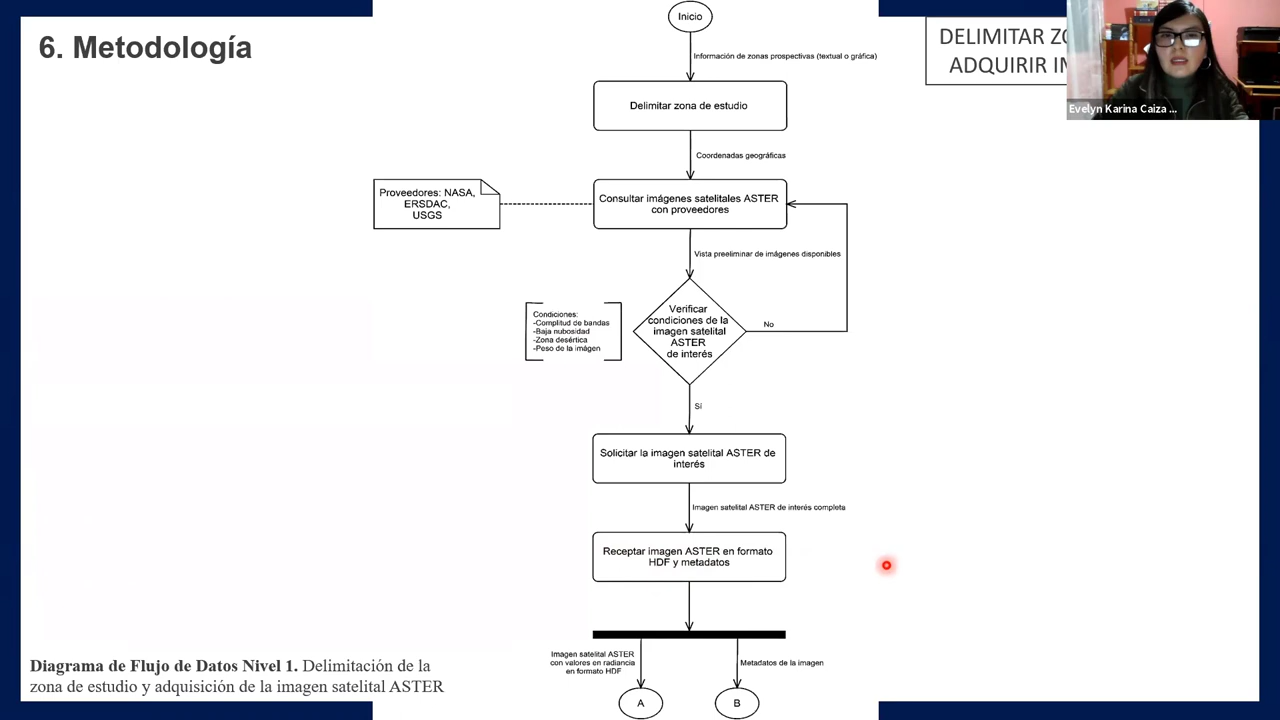 6. Metodología
Inicio
DELIMITAR ZO
ADQUIRIR IM
Evelyn Karina Caiza ...
Información de zonas prospectivas (textual o gráfica)
Delimitar zona de estudio
Coordenadas geográficas
Proveedores: NASA,
ERSDAC,
USGS
Consultar imágenes satelitales ASTER
con proveedores
Vista preeliminar de imágenes disponibles
Condiciones:
-Complitud de bandas
-Baja nubosidad
-Zona desértica
-Peso de la imágen
Verificar
condiciones de la
imagen satelital
ASTER
de interés
No
Sí
Solicitar la imagen satelital ASTER de
interés
Imagen satelital ASTER de interés completa
Receptar imagen ASTER en formato
HDF y metadatos
Imagen satelital ASTER
con valores en radiancia
en formato HDF
Metadatos de la imagen
A
B
Diagrama de Flujo de Datos Nivel 1. Delimitación de la
zona de estudio y adquisición de la imagen satelital ASTER